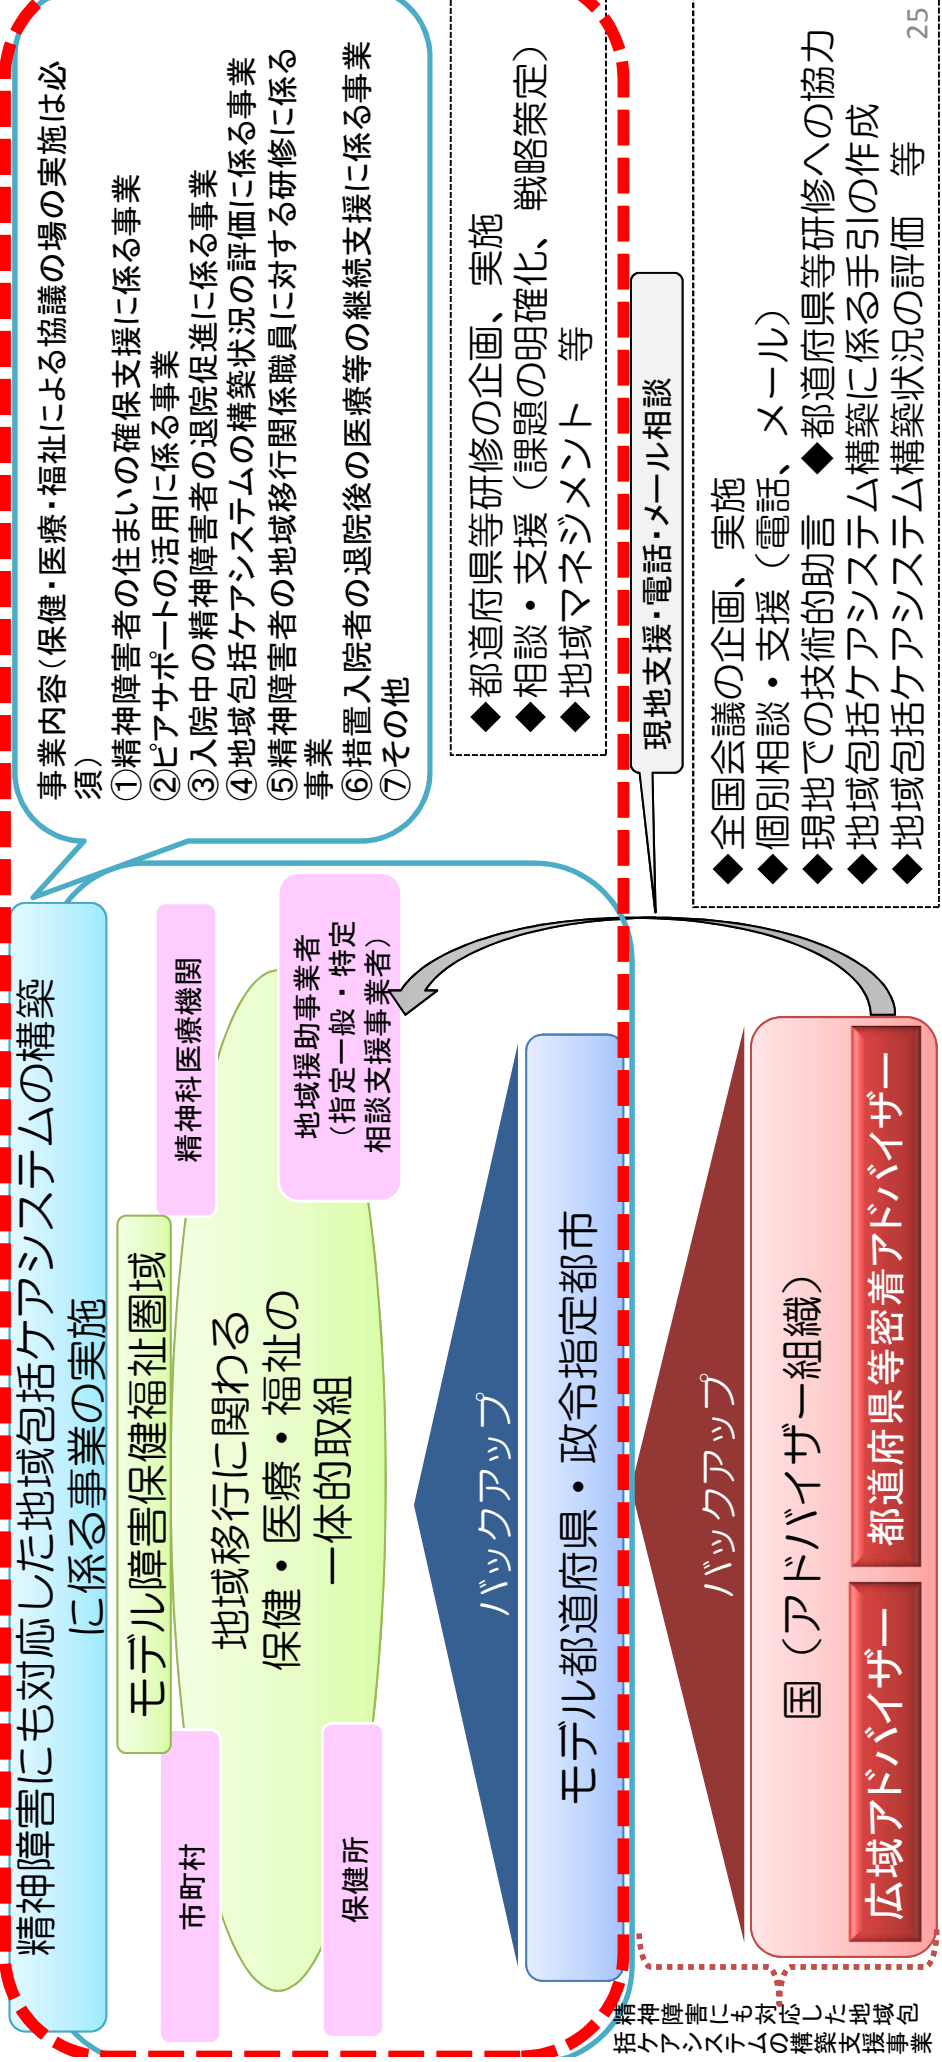 精神障害にも対応した地域包括ケアシステムの構築
に係る事業の実施
モデル障害保健福祉圏域
市町村
精神科医療機関
地域移行に関わる
保健・医療・福祉の
一体的取組
保健所
地域援助事業者
（指定一般・特定
相談支援事業者）
バックアップ
モデル都道府県・政令指定都市
バックアップ
国（アドバイザー組織）
広域アドバイザー
都道府県等密着アドバイザー
精神障害にも対応した地域包
括ケアシステムの構築支援事業
事業内容（保健・医療・福祉による協議の場の実施は必
須）
①精神障害者の住まいの確保支援に係る事業
②ピアサポートの活用に係る事業
③入院中の精神障害者の退院促進に係る事業
④地域包括ケアシステムの構築状況の評価に係る事業
⑤精神障害者の地域移行関係職員に対する研修に係る
事業
⑥措置入院者の退院後の医療等の継続支援に係る事業
⑦その他
◆都道府県等研修の企画、実施
◆相談・支援（課題の明確化、戦略策定）
◆地域マネジメント　等
現地支援・電話・メール相談
◆全国会議の企画、実施
◆個別相談・支援（電話、メール）
◆現地での技術的助言　◆都道府県等研修への協力
◆地域包括ケアシステム構築に係る手引の作成
◆地域包括ケアシステム構築状況の評価　等
25